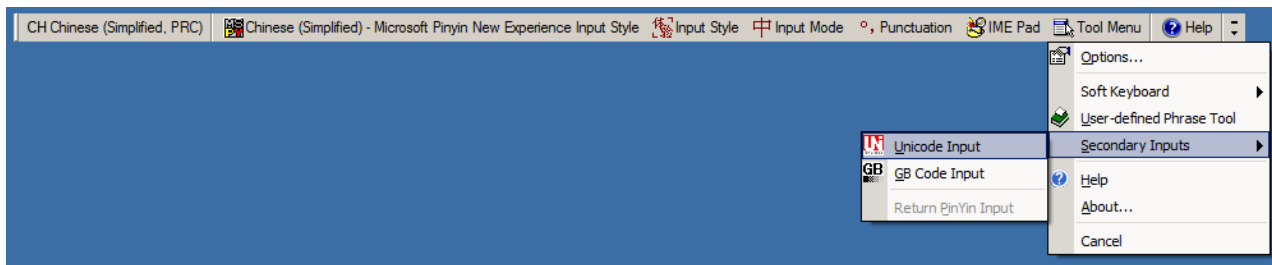 CH Chinese (Simplified, PRC) Chinese (Simplified) - Microsoft Pinyin New Experience Input Style Input Style 中 Input Mode °, Punctuation IME Pad Tool Menu Help
Options...
Soft Keyboard
User-defined Phrase Tool
Secondary Inputs
Unicode Input
GB GB Code Input
Return PinYin Input
Help
About...
Cancel